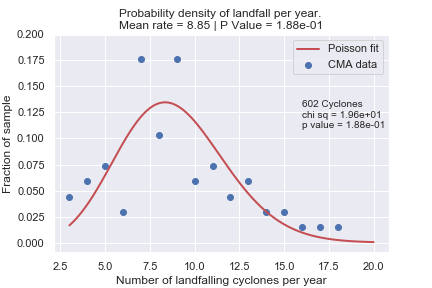 Probability density of landfall per year.
Mean rate = 8.85 | P Value = 1.88e-01
0.200
0.175
0.150
0.125
0.100
0.075
0.050
0.025
0.000
Fraction of sample
Poisson fit
CMA data
602 Cyclones
chi sq = 1.96e+01
p value = 1.88e-01
2.5 5.0 7.5 10.0 12.5 15.0 17.5 20.0
Number of landfalling cyclones per year